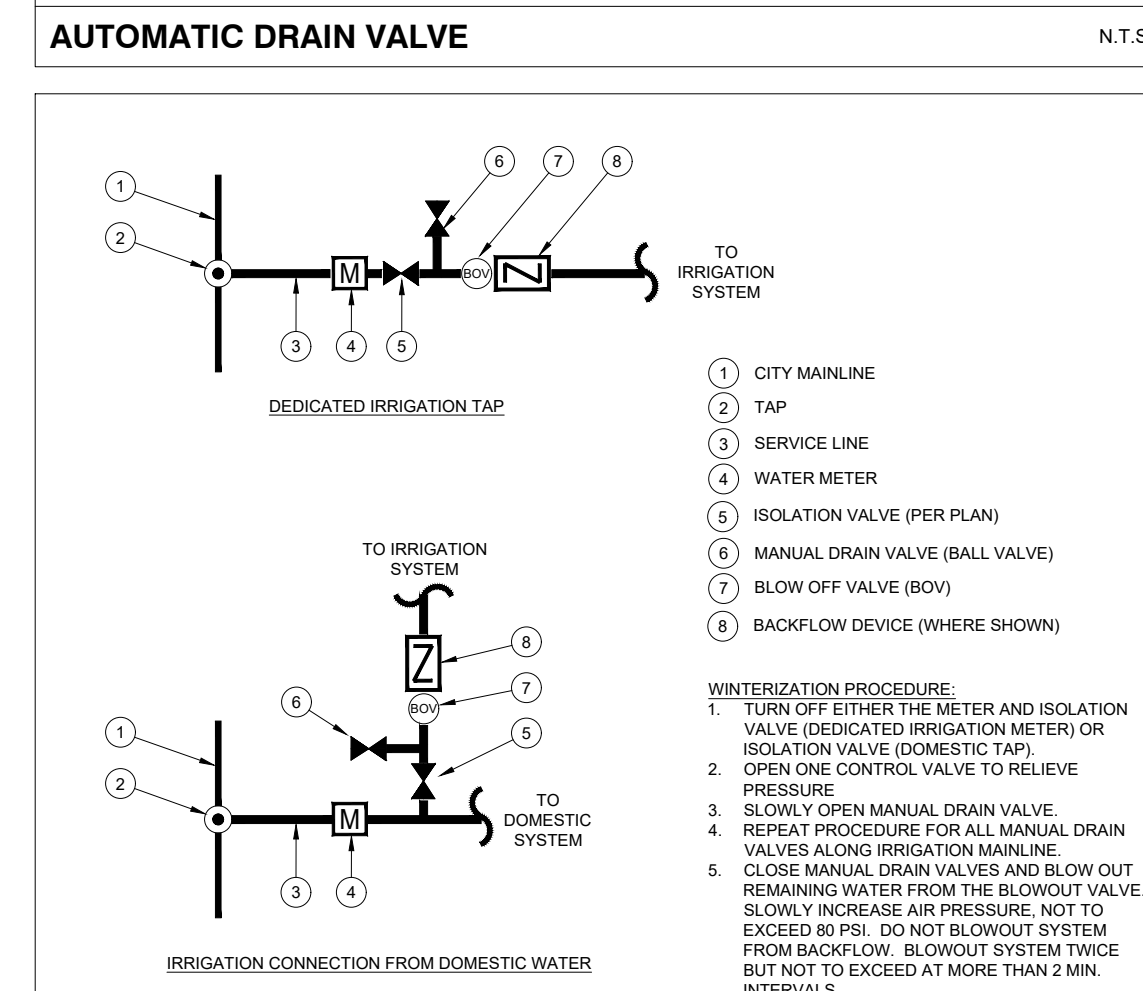 AUTOMATIC DRAIN VALVE
N.T.S
6 7 8
1
2
M
BOV
TO
IRRIGATION
SYSTEM
3 4 5
DEDICATED IRRIGATION TAP
1 CITY MAINLINE
2 TAP
3 SERVICE LINE
4 WATER METER
5 ISOLATION VALVE (PER PLAN)
6 MANUAL DRAIN VALVE (BALL VALVE)
7 BLOW OFF VALVE (BOV)
8 BACKFLOW DEVICE (WHERE SHOWN)
TO IRRIGATION
SYSTEM
8
Z
7
6
BOV
5
1
2
M
TO
DOMESTIC
SYSTEM
3 4
IRRIGATION CONNECTION FROM DOMESTIC WATER
WINTERIZATION PROCEDURE:
1. TURN OFF EITHER THE METER AND ISOLATION
VALVE (DEDICATED IRRIGATION METER) OR
ISOLATION VALVE (DOMESTIC TAP).
2. OPEN ONE CONTROL VALVE TO RELIEVE
PRESSURE
3. SLOWLY OPEN MANUAL DRAIN VALVE.
4. REPEAT PROCEDURE FOR ALL MANUAL DRAIN
VALVES ALONG IRRIGATION MAINLINE.
5. CLOSE MANUAL DRAIN VALVES AND BLOW OUT
REMAINING WATER FROM THE BLOWOUT VALVE.
SLOWLY INCREASE AIR PRESSURE, NOT TO
EXCEED 80 PSI. DO NOT BLOWOUT SYSTEM
FROM BACKFLOW. BLOWOUT SYSTEM TWICE
BUT NOT TO EXCEED AT MORE THAN 2 MIN.
INTERVALS